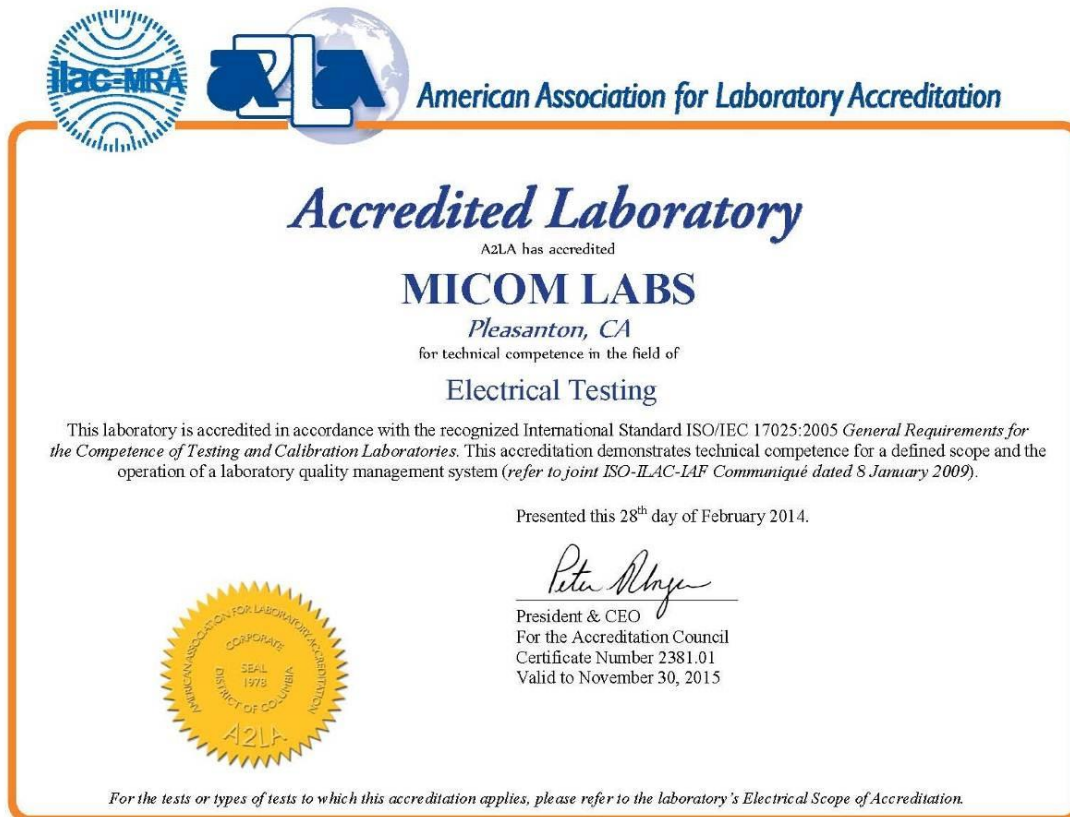 ilac-MRA
A2LA
American Association for Laboratory Accreditation
Accredited Laboratory
A2LA has accredited
MICOM LABS
Pleasanton, CA
for technical competence in the field of
Electrical Testing
This laboratory is accredited in accordance with the recognized International Standard ISO/IEC 17025:2005 General Requirements for
the Competence of Testing and Calibration Laboratories. This accreditation demonstrates technical competence for a defined scope and the
operation of a laboratory quality management system (refer to joint ISO-ILAC-IAF Communiqué dated 8 January 2009).
Presented this 28th day of February 2014.
President & CEO
For the Accreditation Council
Certificate Number 2381.01
Valid to November 30, 2015
AMERICAN ASSOCIATION FOR LABORATORY ACCREDITATION
CORPORATE
SEAL
1978
DISTRICT OF COLUMBIA
A2LA
For the tests or types of tests to which this accreditation applies, please refer to the laboratory's Electrical Scope of Accreditation.